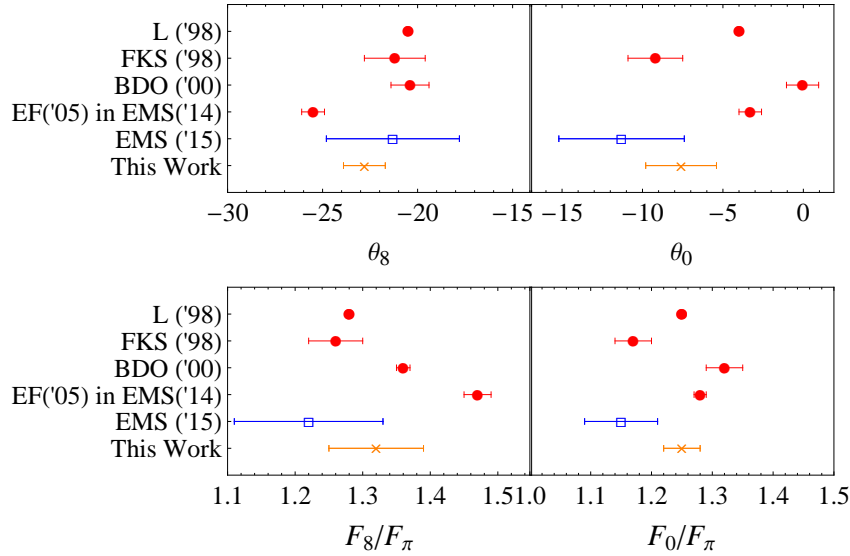 L ('98)
FKS ('98)
BDO ('00)
EF('05) in EMS('14)
EMS ('15)
This Work
−30 −25 −20 −15 −15 −10 −5 0
θ8 θ0
L ('98)
FKS ('98)
BDO ('00)
EF('05) in EMS('14)
EMS ('15)
This Work
1.1 1.2 1.3 1.4 1.51.0 1.1 1.2 1.3 1.4 1.5
F8/Fπ F0/Fπ